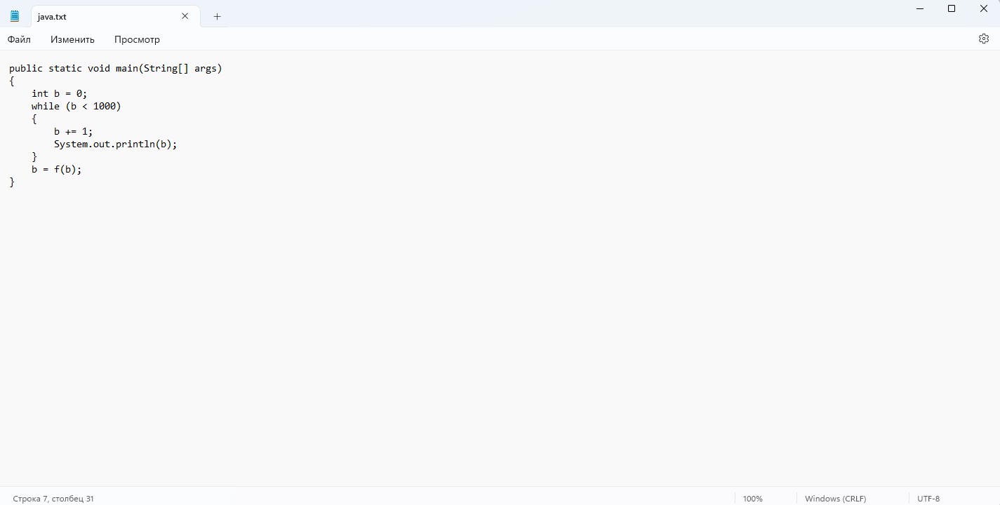 java.txt
Файл Изменить Просмотр
public static void main(String[] args)
{
    int b = 0;
    while (b < 1000)
    {
        b += 1;
        System.out.println(b);
    }
    b = f(b);
}
Строка 7, столбец 31 100% Windows (CRLF) UTF-8